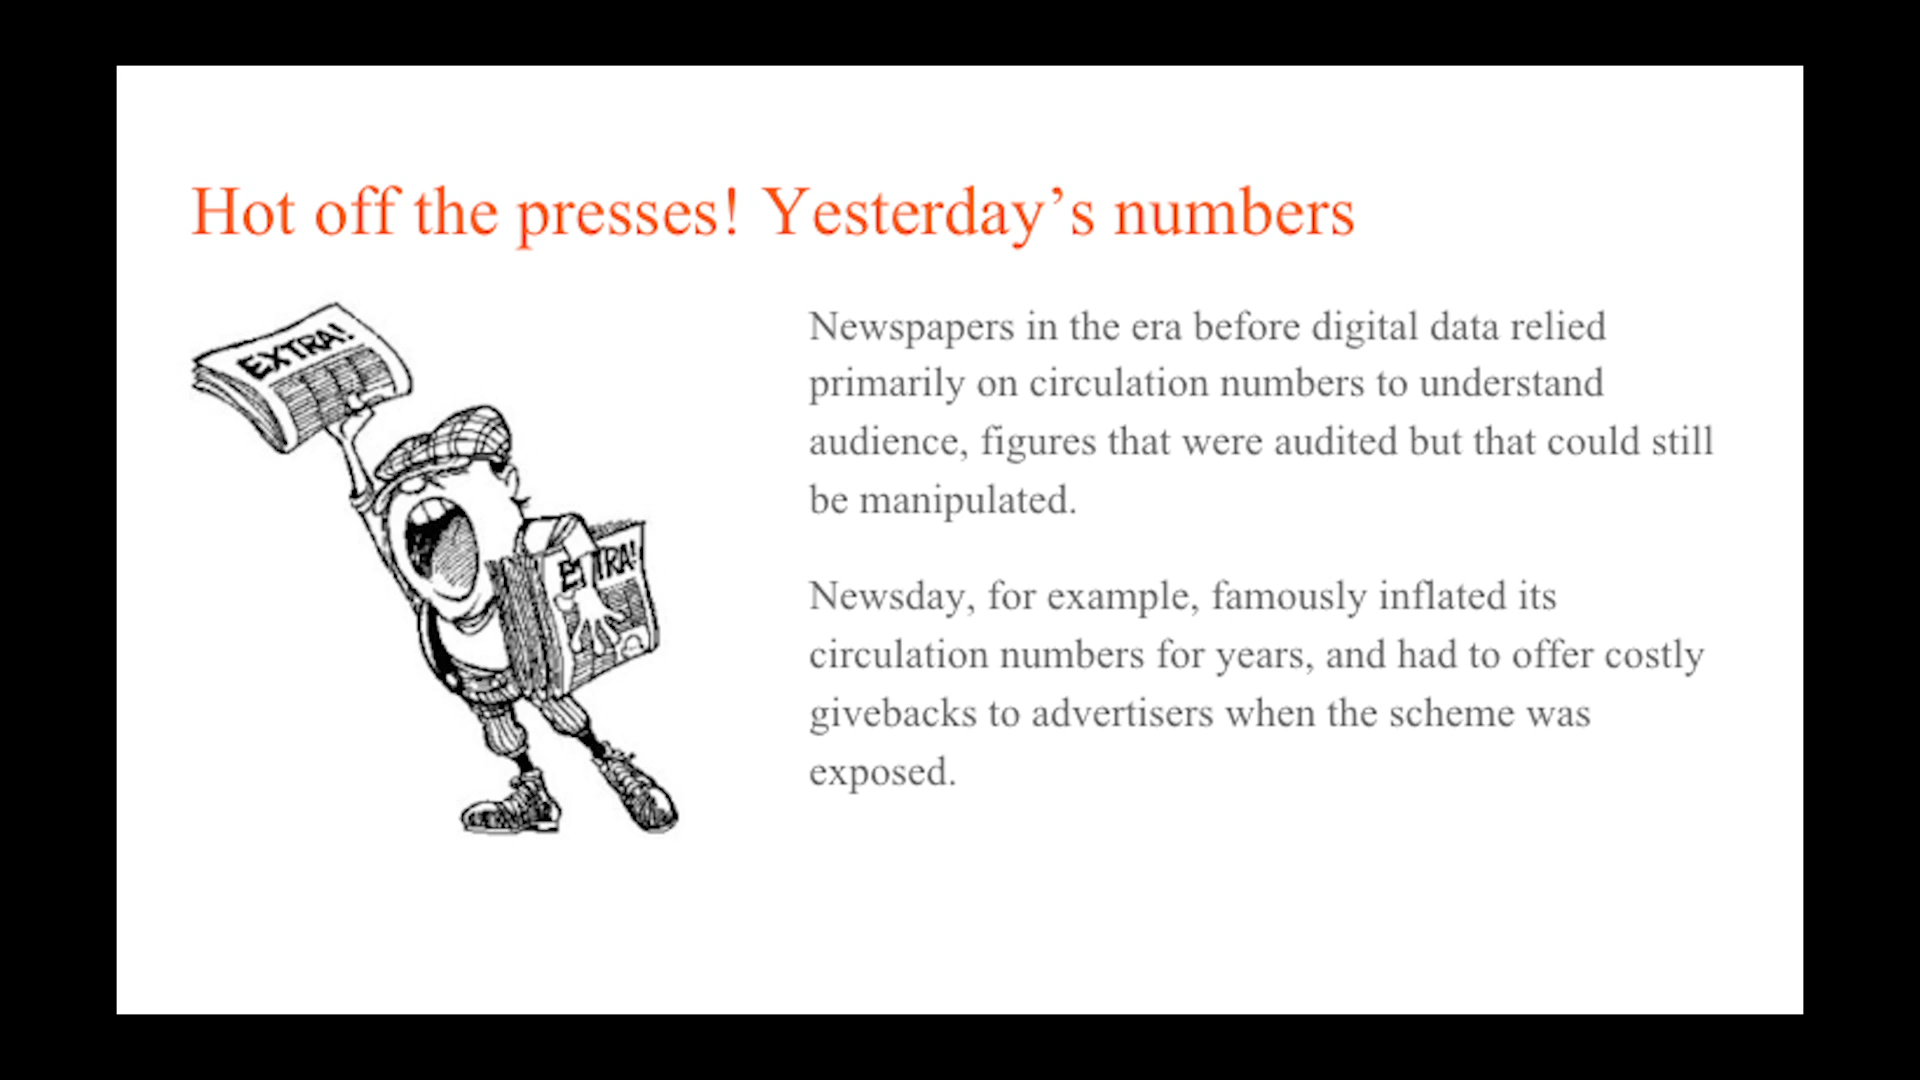 Hot off the presses! Yesterday’s numbers
EXTRA!
EXTRA!
Newspapers in the era before digital data relied
primarily on circulation numbers to understand
audience, figures that were audited but that could still
be manipulated.
Newsday, for example, famously inflated its
circulation numbers for years, and had to offer costly
givebacks to advertisers when the scheme was
exposed.